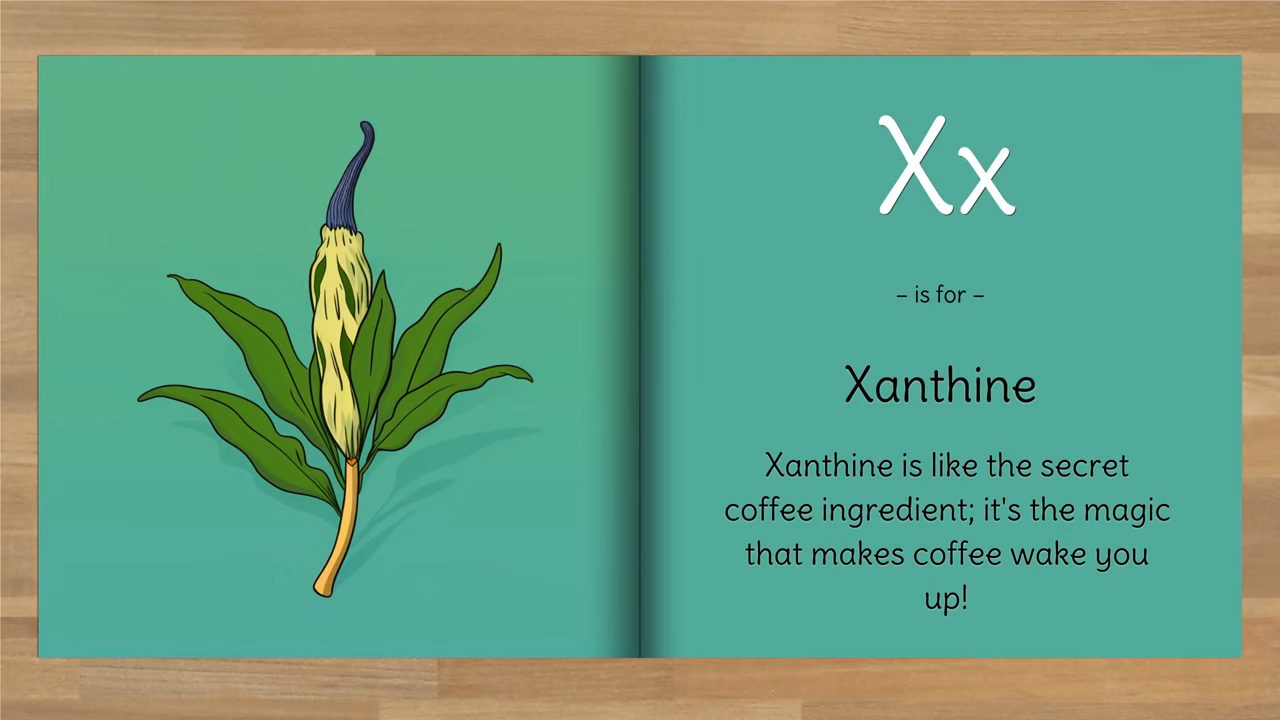 Xx
– is for –
Xanthine
Xanthine is like the secret
coffee ingredient; it's the magic
that makes coffee wake you
up!